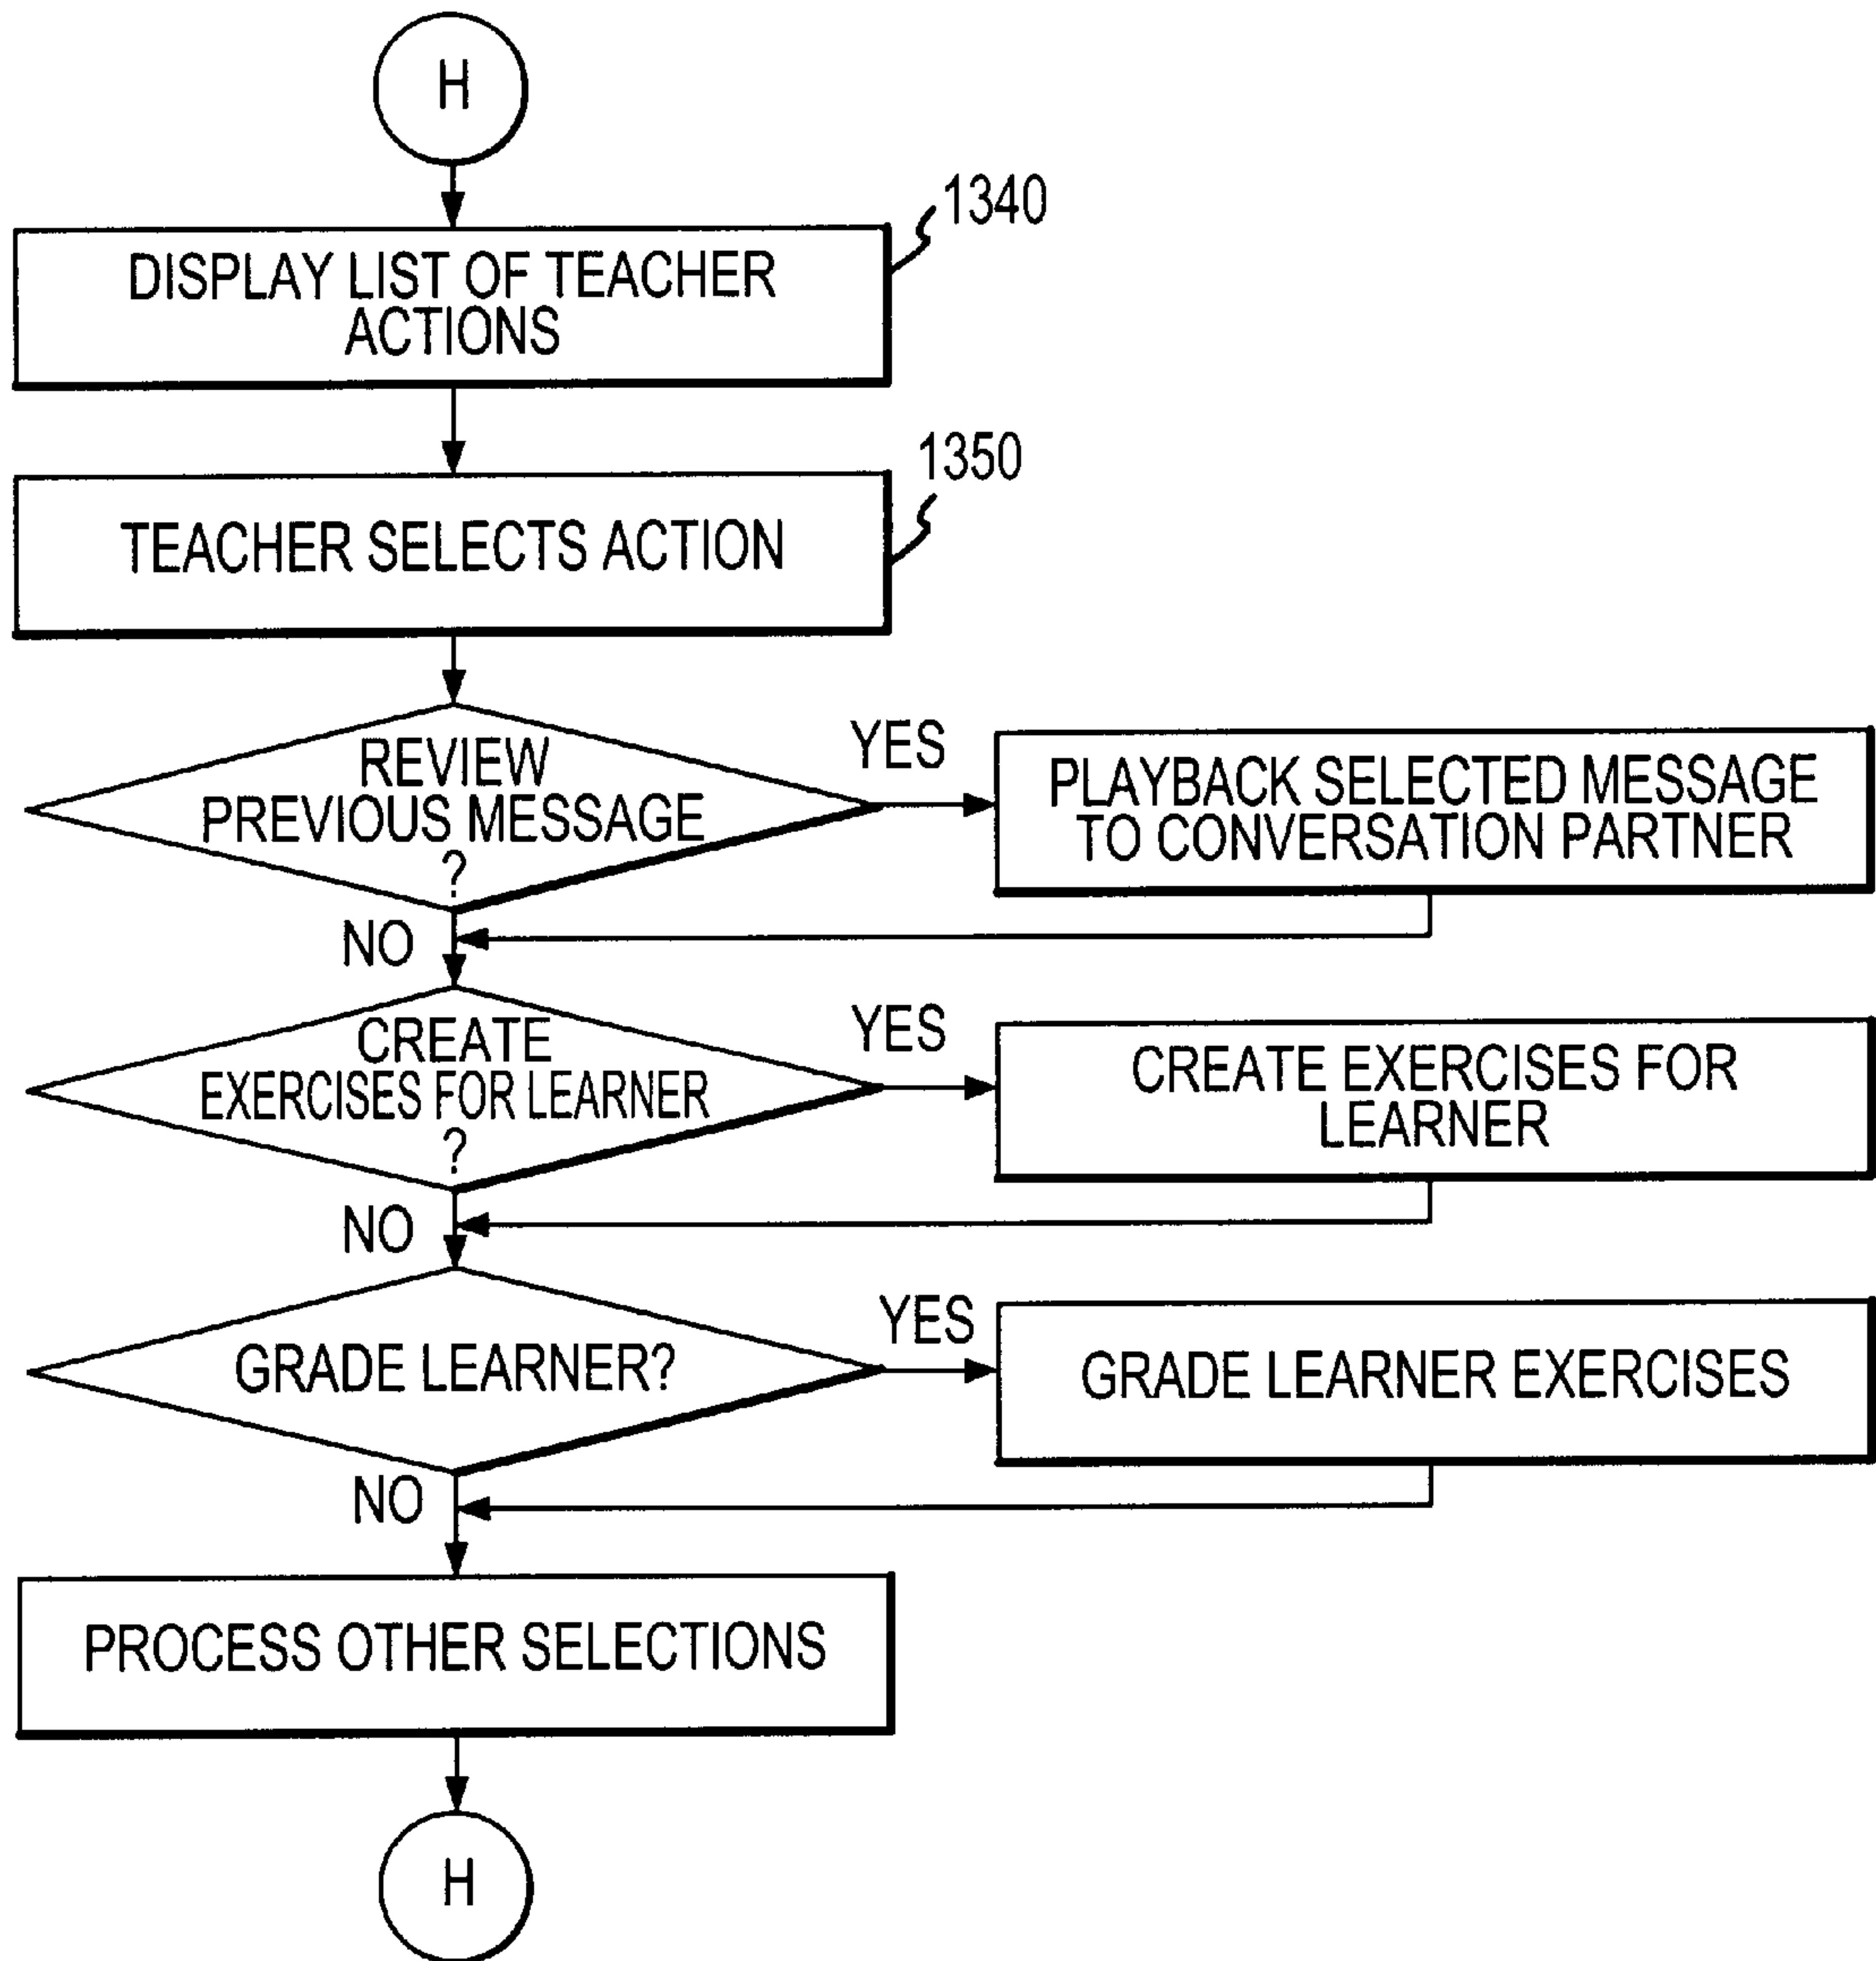 H
1340
DISPLAY LIST OF TEACHER
ACTIONS
1350
TEACHER SELECTS ACTION
REVIEW
PREVIOUS MESSAGE
?
YES
PLAYBACK SELECTED MESSAGE
TO CONVERSATION PARTNER
NO
CREATE
EXERCISES FOR LEARNER
?
YES
CREATE EXERCISES FOR
LEARNER
NO
GRADE LEARNER?
YES
GRADE LEARNER EXERCISES
NO
PROCESS OTHER SELECTIONS
H